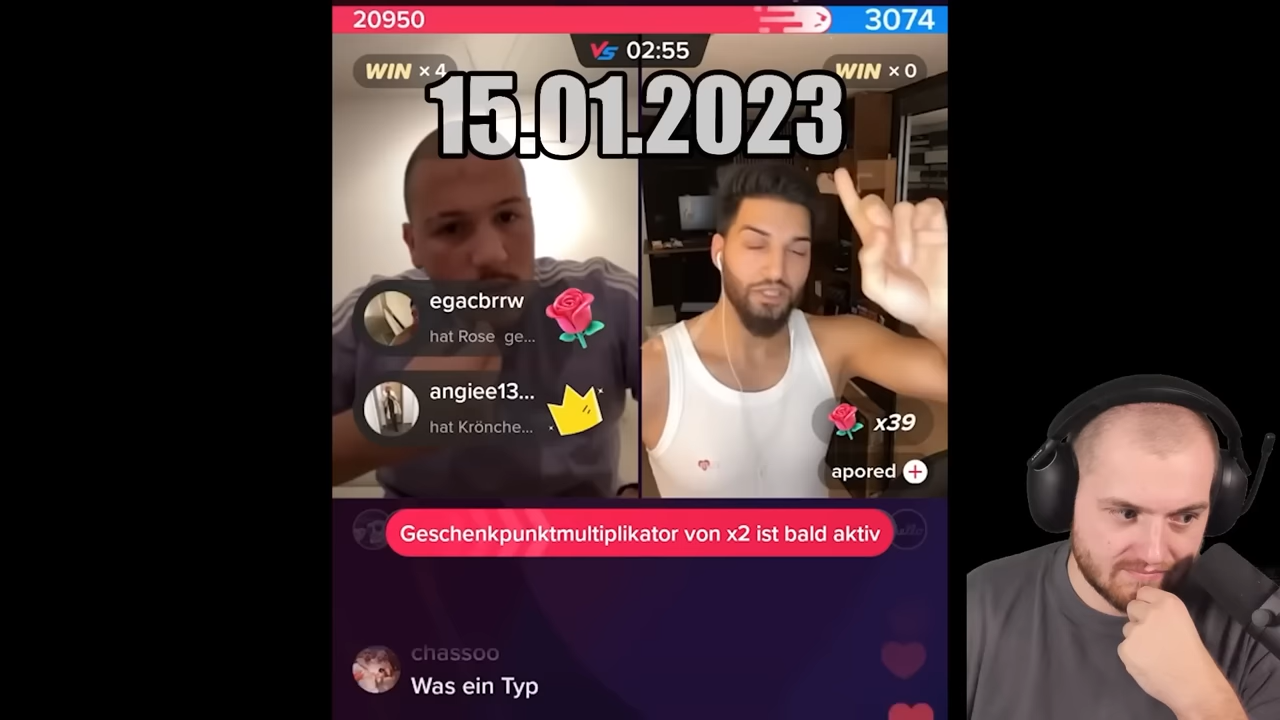 20950
3074
VS 02:55
WIN × 4
WIN × 0
15.01.2023
egacbrrw
hat Rose ge...
angiee13...
hat Krönche...
x39
apored
Geschenkpunktmultiplikator von x2 ist bald aktiv
chassoo
Was ein Typ